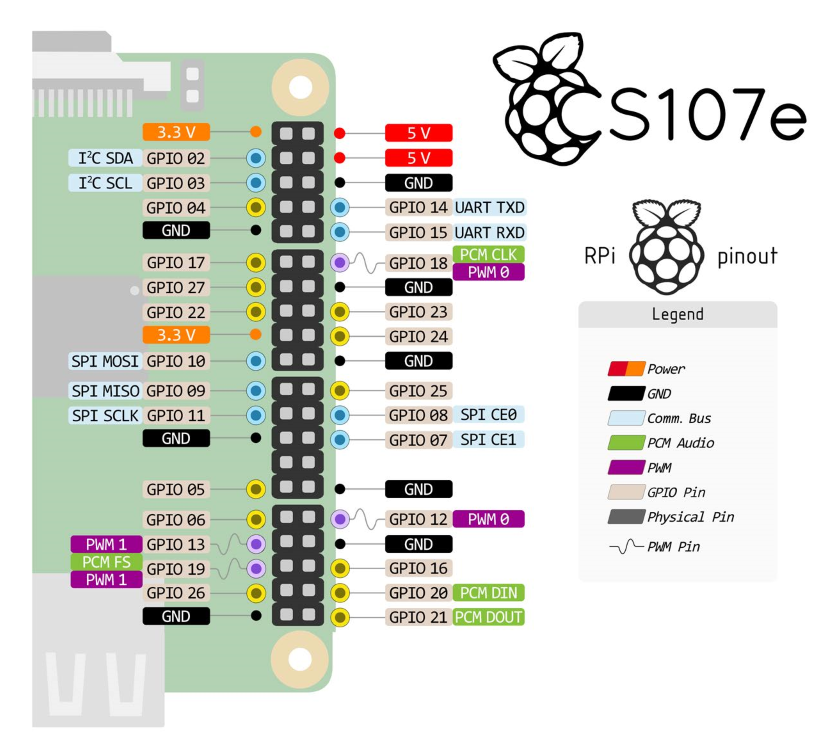 CS107e
RPi pinout
3.3 V 5 V
I²C SDA GPIO 02 5 V
I²C SCL GPIO 03 GND
GPIO 04 GPIO 14 UART TXD
GND GPIO 15 UART RXD
GPIO 17 GPIO 18 PCM CLK
PWM 0
GPIO 27 GND
GPIO 22 GPIO 23
3.3 V GPIO 24
SPI MOSI GPIO 10 GND
SPI MISO GPIO 09 GPIO 25
SPI SCLK GPIO 11 GPIO 08 SPI CE0
GND GPIO 07 SPI CE1
GPIO 05 GND
GPIO 06 GPIO 12 PWM 0
PWM 1 GPIO 13 GND
PCM FS
PWM 1 GPIO 19 GPIO 16
GPIO 26 GPIO 20 PCM DIN
GND GPIO 21 PCM DOUT
Legend
Power
GND
Comm. Bus
PCM Audio
PWM
GPIO Pin
Physical Pin
PWM Pin